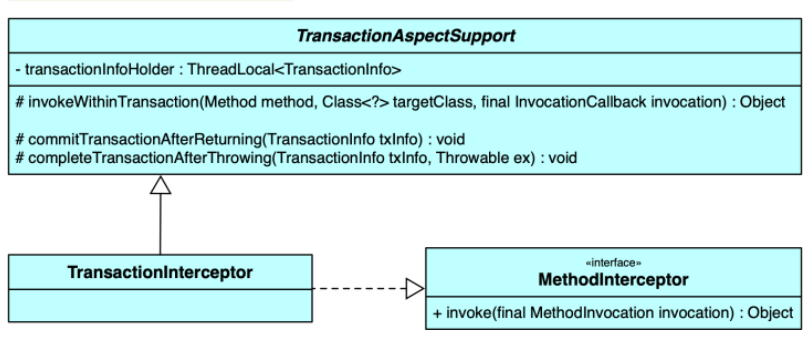 TransactionAspectSupport
- transactionInfoHolder : ThreadLocal<TransactionInfo>
# invokeWithinTransaction(Method method, Class<?> targetClass, final InvocationCallback invocation) : Object
# commitTransactionAfterReturning(TransactionInfo txInfo) : void
# completeTransactionAfterThrowing(TransactionInfo txInfo, Throwable ex) : void
TransactionInterceptor
«interface»
MethodInterceptor
+ invoke(final MethodInvocation invocation) : Object